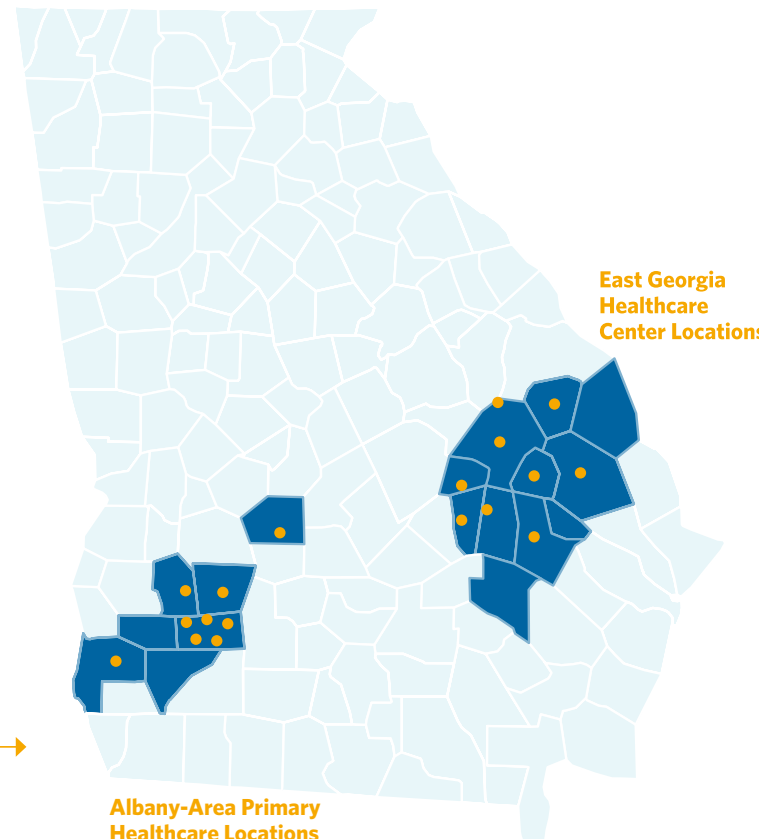 East Georgia
Healthcare
Center Locations
Albany-Area Primary
Healthcare Locations